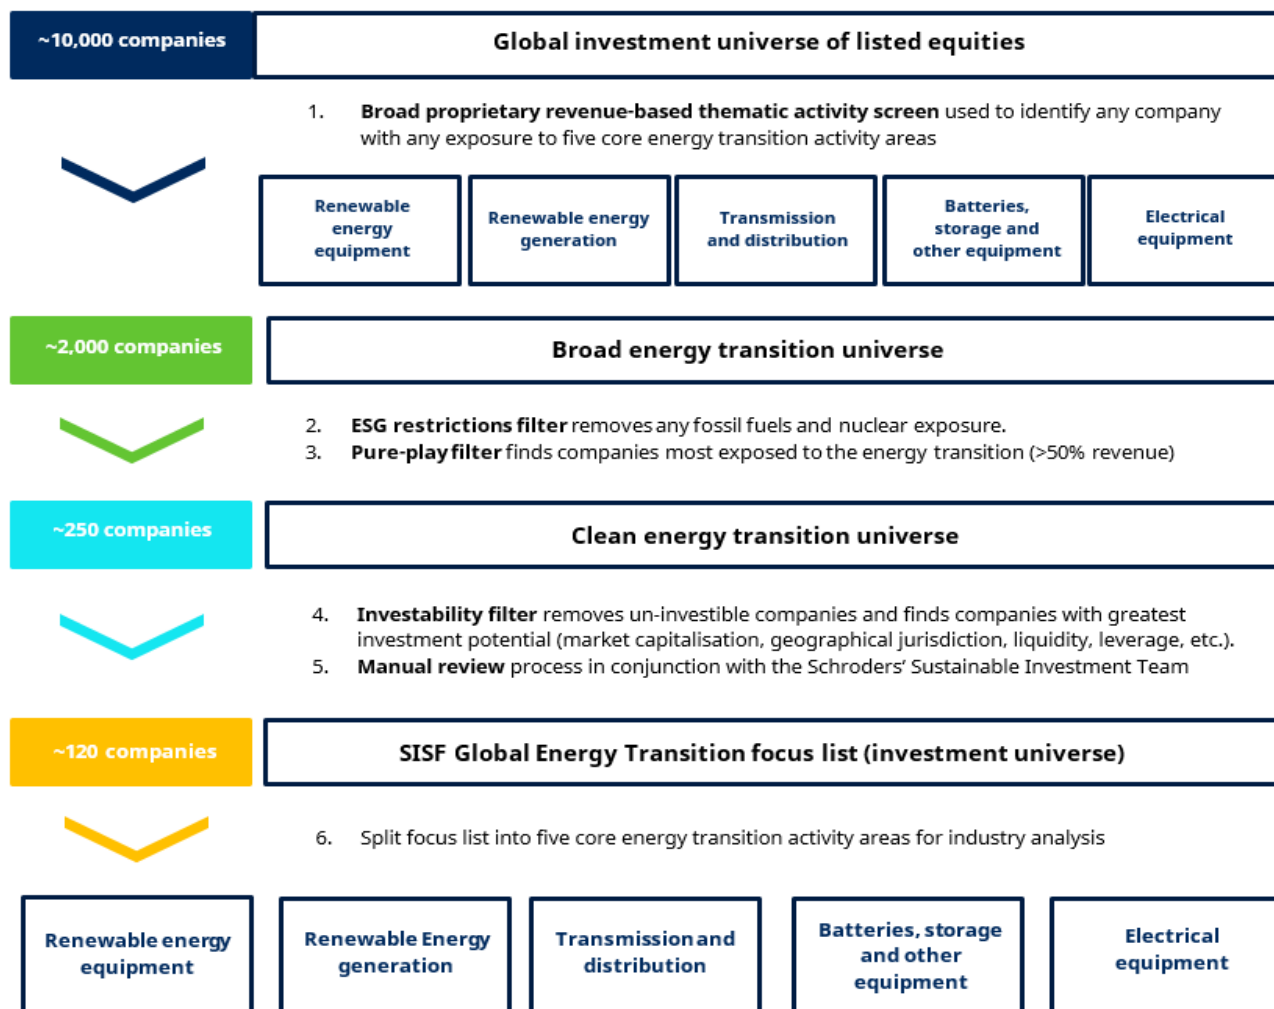 ~10,000 companies
Global investment universe of listed equities
1. Broad proprietary revenue-based thematic activity screen used to identify any company
with any exposure to five core energy transition activity areas
Renewable
energy
equipment
Renewable energy
generation
Transmission
and distribution
Batteries,
storage and
other equipment
Electrical
equipment
~2,000 companies
Broad energy transition universe
2. ESG restrictions filter removes any fossil fuels and nuclear exposure.
3. Pure-play filter finds companies most exposed to the energy transition (>50% revenue)
~250 companies
Clean energy transition universe
4. Investability filter removes un-investible companies and finds companies with greatest
investment potential (market capitalisation, geographical jurisdiction, liquidity, leverage, etc.).
5. Manual review process in conjunction with the Schroders’ Sustainable Investment Team
~120 companies
SISF Global Energy Transition focus list (investment universe)
6. Split focus list into five core energy transition activity areas for industry analysis
Renewable energy
equipment
Renewable Energy
generation
Transmission and
distribution
Batteries, storage
and other
equipment
Electrical
equipment